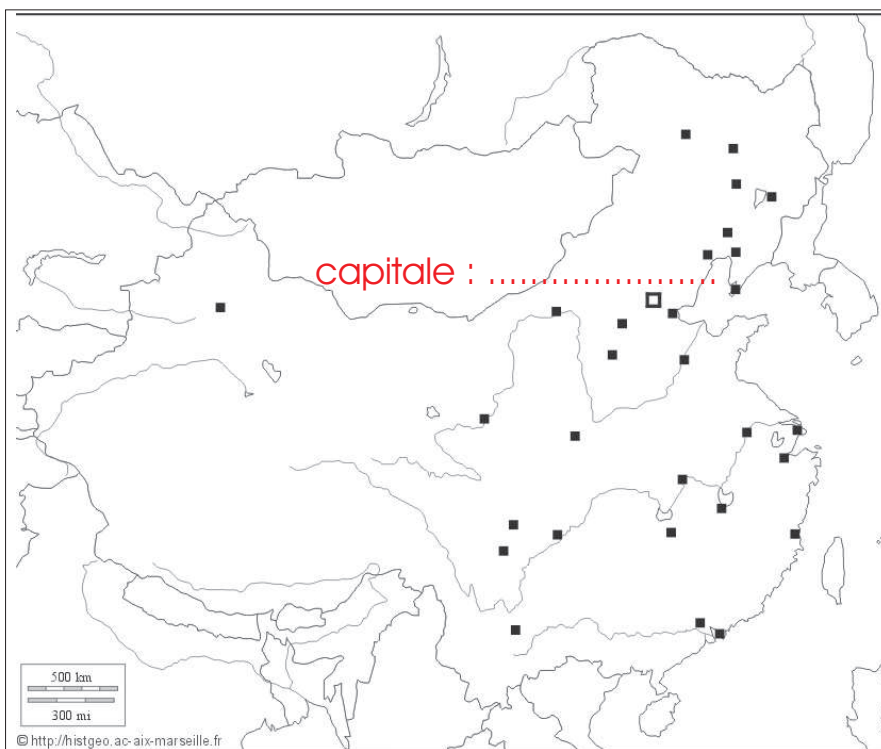 capitale : ......................
500 km
300 mi
© http://histgeo.ac-aix-marseille.fr